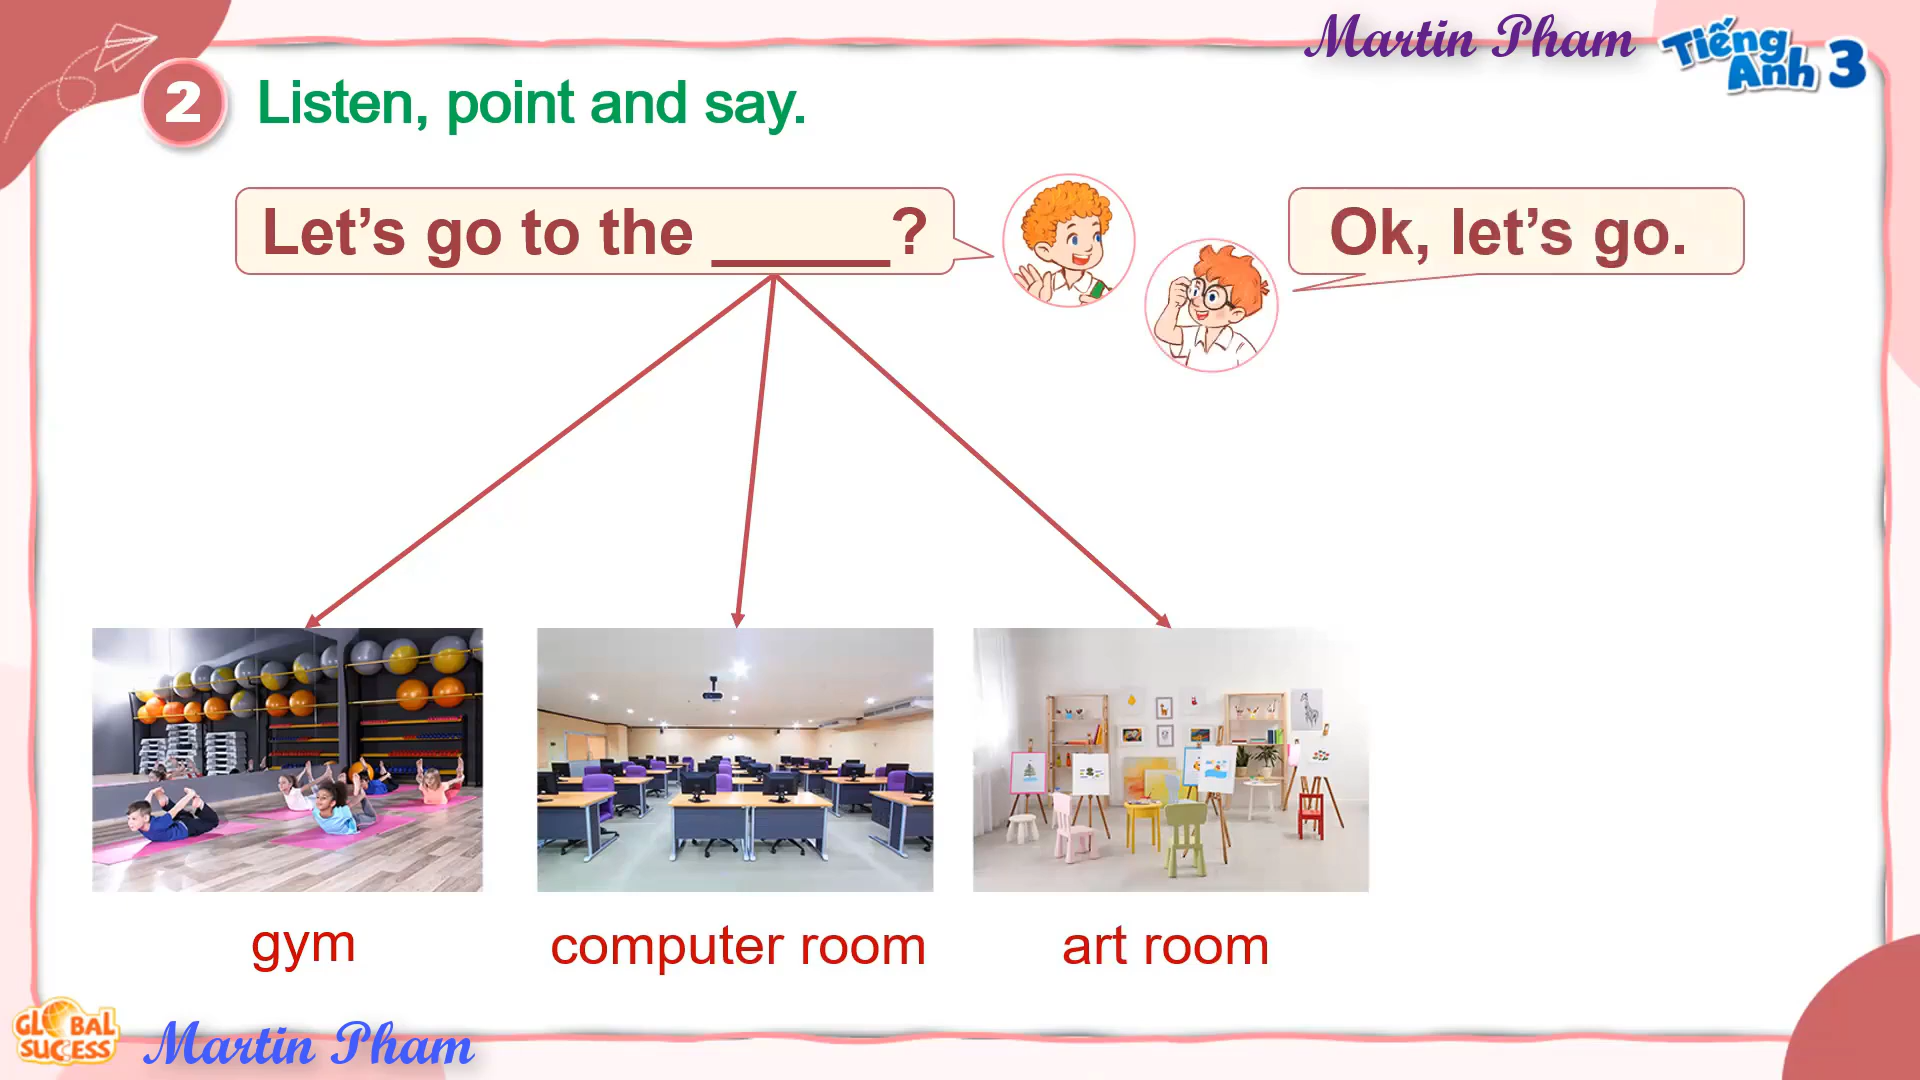 Martin Pham
Tiếng Anh 3
2 Listen, point and say.
Let's go to the ______?
Ok, let's go.
gym
computer room
art room
GLOBAL SUCCESS
Martin Pham